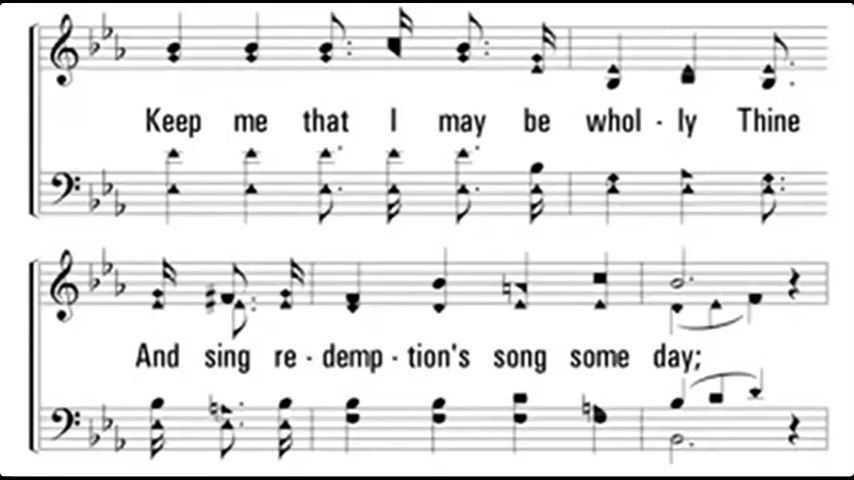 Keep me that I may be whol - ly Thine
And sing re - demp - tion's song some day;